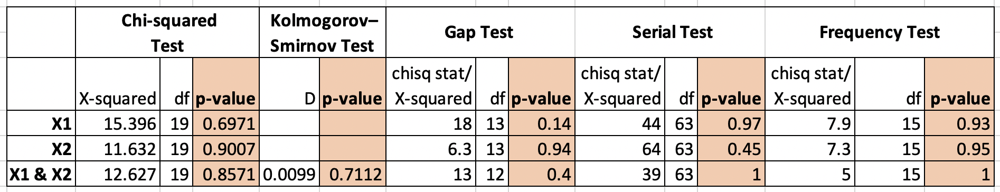 Chi-squared Kolmogorov– Gap Test Serial Test Frequency Test
Test Smirnov Test
chisq stat/ chisq stat/ chisq stat/
X-squared df p-value D p-value X-squared df p-value X-squared df p-value X-squared df p-value
X1 15.396 19 0.6971 18 13 0.14 44 63 0.97 7.9 15 0.93
X2 11.632 19 0.9007 6.3 13 0.94 64 63 0.45 7.3 15 0.95
X1 & X2 12.627 19 0.8571 0.0099 0.7112 13 12 0.4 39 63 1 5 15 1